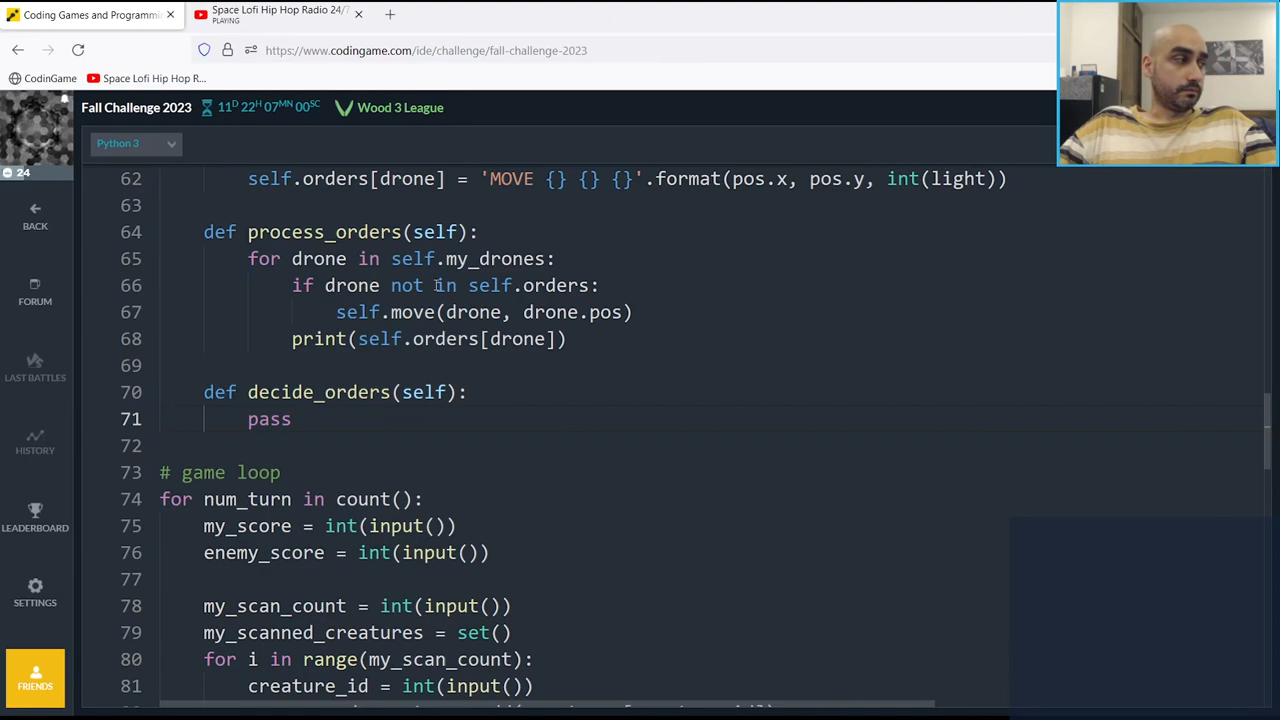 Coding Games and Programmi
Space Lofi Hip Hop Radio 24/7
PLAYING
https://www.codingame.com/ide/challenge/fall-challenge-2023
CodinGame
Space Lofi Hip Hop R...
Fall Challenge 2023
11D 22H 07MN 00SC
Wood 3 League
Python 3
24
BACK
FORUM
LAST BATTLES
HISTORY
LEADERBOARD
SETTINGS
FRIENDS
62 self.orders[drone] = 'MOVE {} {} {}'.format(pos.x, pos.y, int(light))
63
64 def process_orders(self):
65 for drone in self.my_drones:
66 if drone not in self.orders:
67 self.move(drone, drone.pos)
68 print(self.orders[drone])
69
70 def decide_orders(self):
71 pass
72
73 # game loop
74 for num_turn in count():
75 my_score = int(input())
76 enemy_score = int(input())
77
78 my_scan_count = int(input())
79 my_scanned_creatures = set()
80 for i in range(my_scan_count):
81 creature_id = int(input())